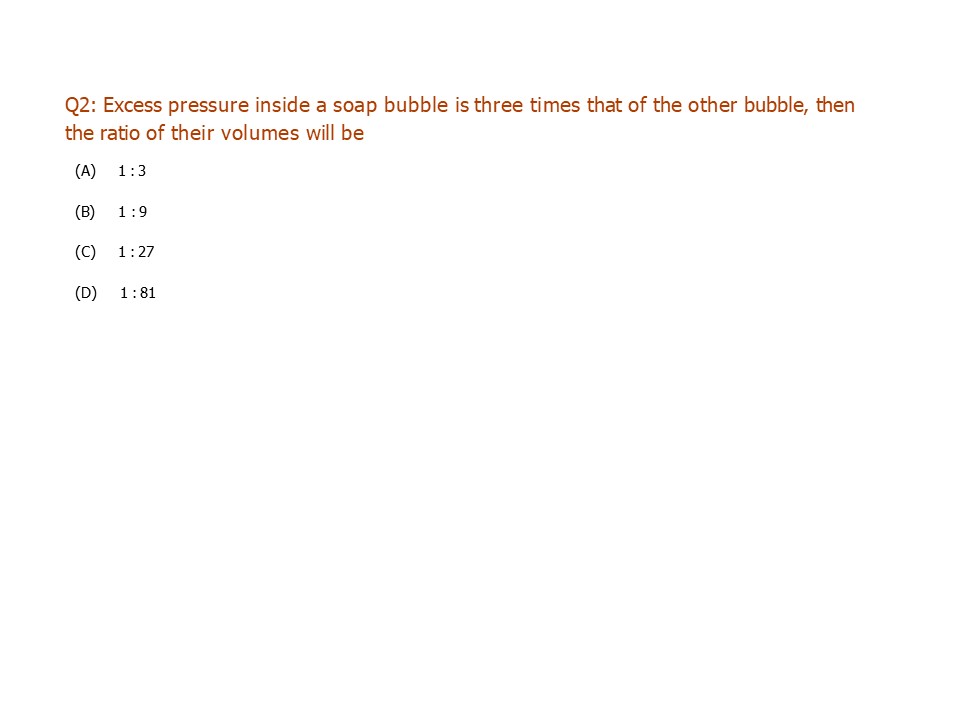 Q2: Excess pressure inside a soap bubble is three times that of the other bubble, then
the ratio of their volumes will be
(A) 1 : 3
(B) 1 : 9
(C) 1 : 27
(D) 1 : 81